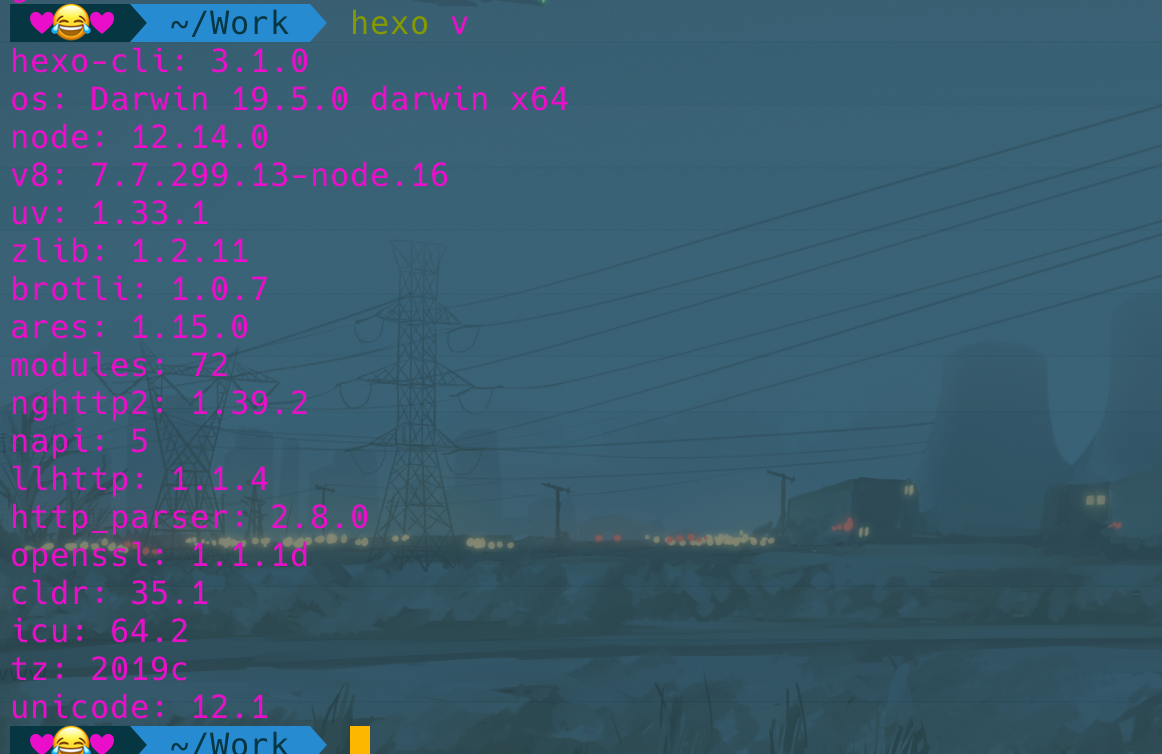 ~/Work hexo v
hexo-cli: 3.1.0
os: Darwin 19.5.0 darwin x64
node: 12.14.0
v8: 7.7.299.13-node.16
uv: 1.33.1
zlib: 1.2.11
brotli: 1.0.7
ares: 1.15.0
modules: 72
nghttp2: 1.39.2
napi: 5
llhttp: 1.1.4
http_parser: 2.8.0
openssl: 1.1.1d
cldr: 35.1
icu: 64.2
tz: 2019c
unicode: 12.1
~/Work